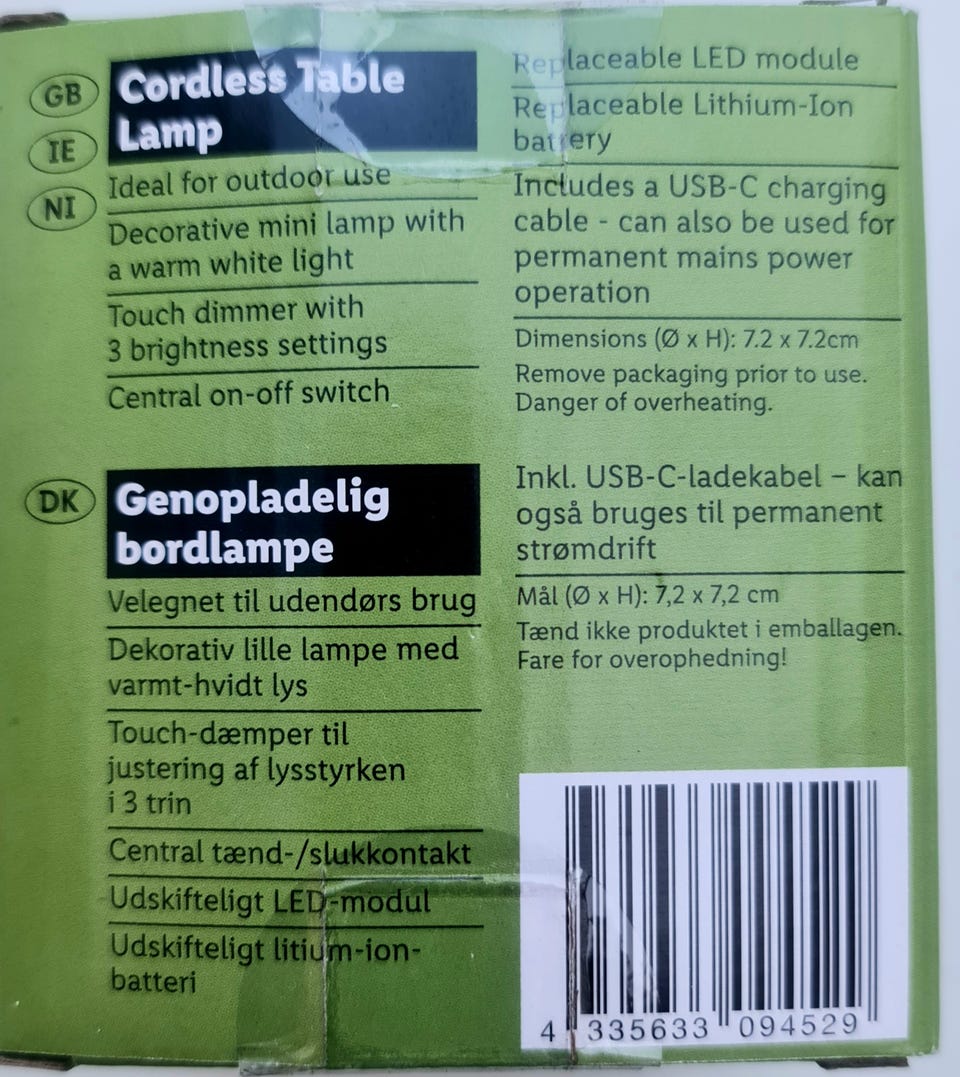 GB
IE
NI
Cordless Table
Lamp
Ideal for outdoor use
Decorative mini lamp with
a warm white light
Touch dimmer with
3 brightness settings
Central on-off switch
Replaceable LED module
Replaceable Lithium-Ion
battery
Includes a USB-C charging
cable - can also be used for
permanent mains power
operation
Dimensions (Ø x H): 7.2 x 7.2cm
Remove packaging prior to use.
Danger of overheating.
DK
Genopladelig
bordlampe
Velegnet til udendørs brug
Dekorativ lille lampe med
varmt-hvidt lys
Touch-dæmper til
justering af lysstyrken
i 3 trin
Central tænd-/slukkontakt
Udskifteligt LED-modul
Udskifteligt litium-ion-
batteri
Inkl. USB-C-ladekabel – kan
også bruges til permanent
strømdrift
Mål (Ø x H): 7,2 x 7,2 cm
Tænd ikke produktet i emballagen.
Fare for overophedning!
4 335633 094529